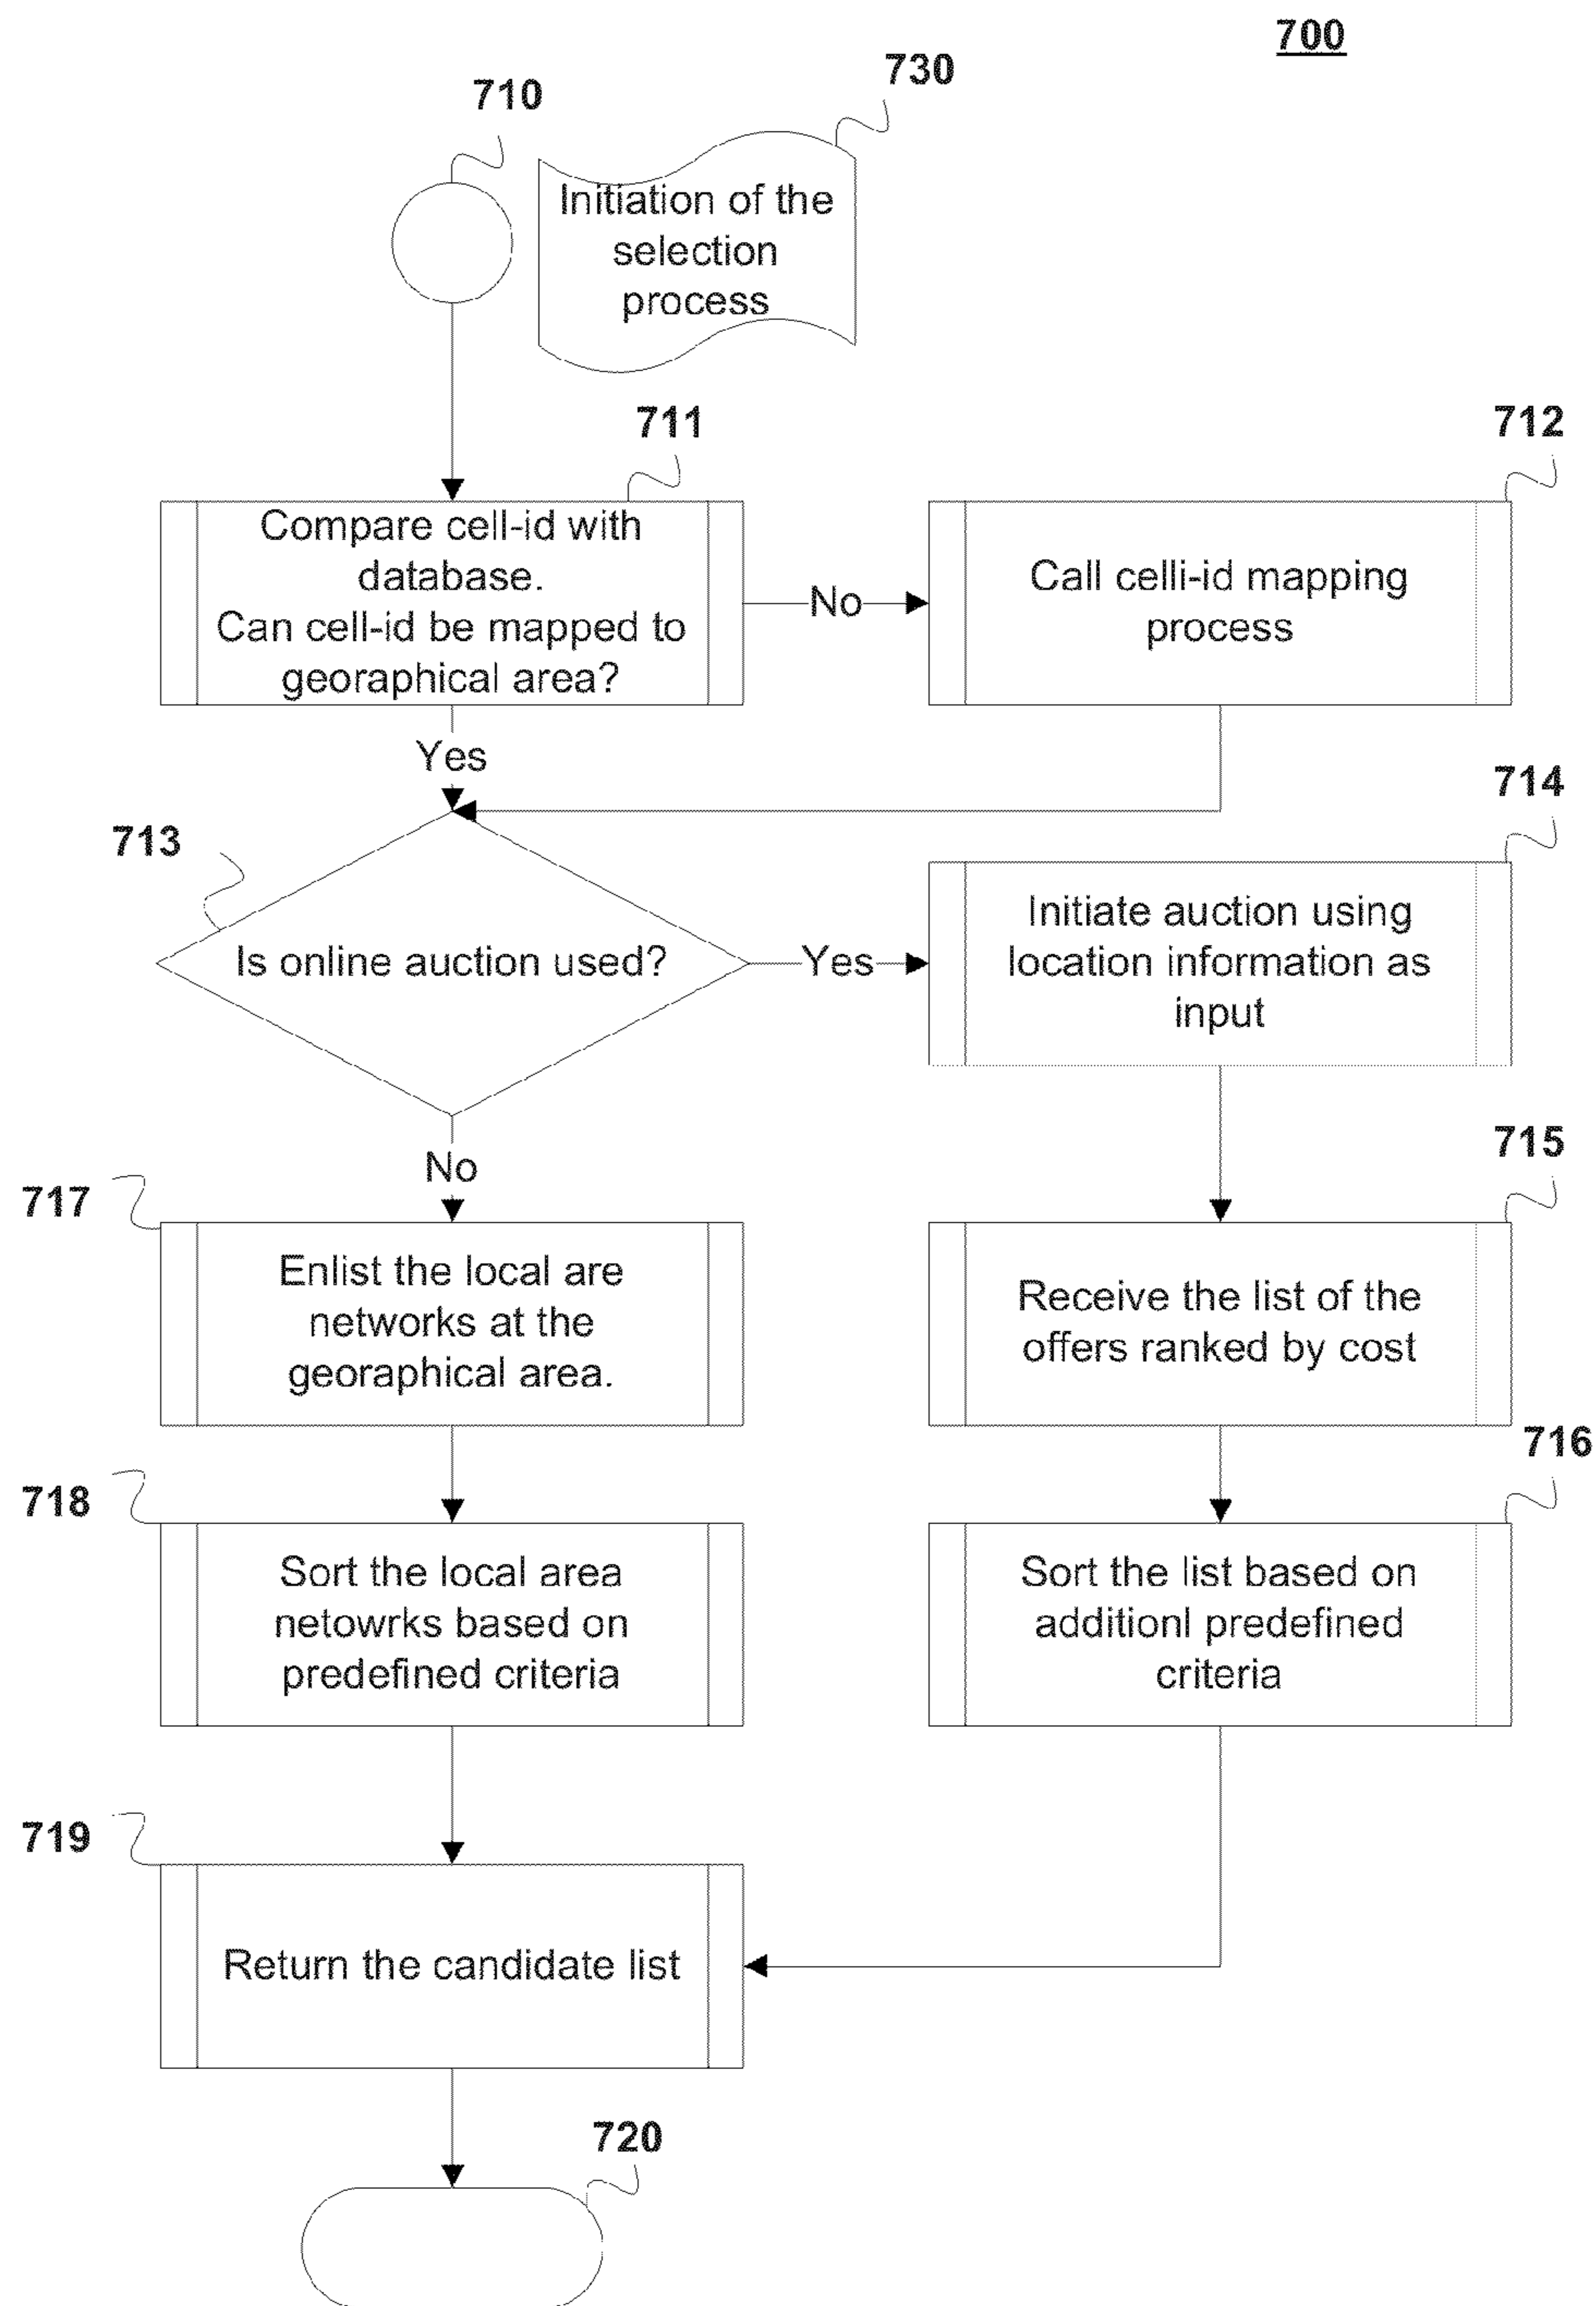 700
730
710
Initiation of the
selection
process
711
712
Compare cell-id with
database.
Can cell-id be mapped to
georaphical area?
No
Call celli-id mapping
process
Yes
713
714
Is online auction used?
Yes
Initiate auction using
location information as
input
No
715
717
Enlist the local are
networks at the
georaphical area.
Receive the list of the
offers ranked by cost
716
718
Sort the local area
netowrks based on
predefined criteria
Sort the list based on
additionl predefined
criteria
719
Return the candidate list
720